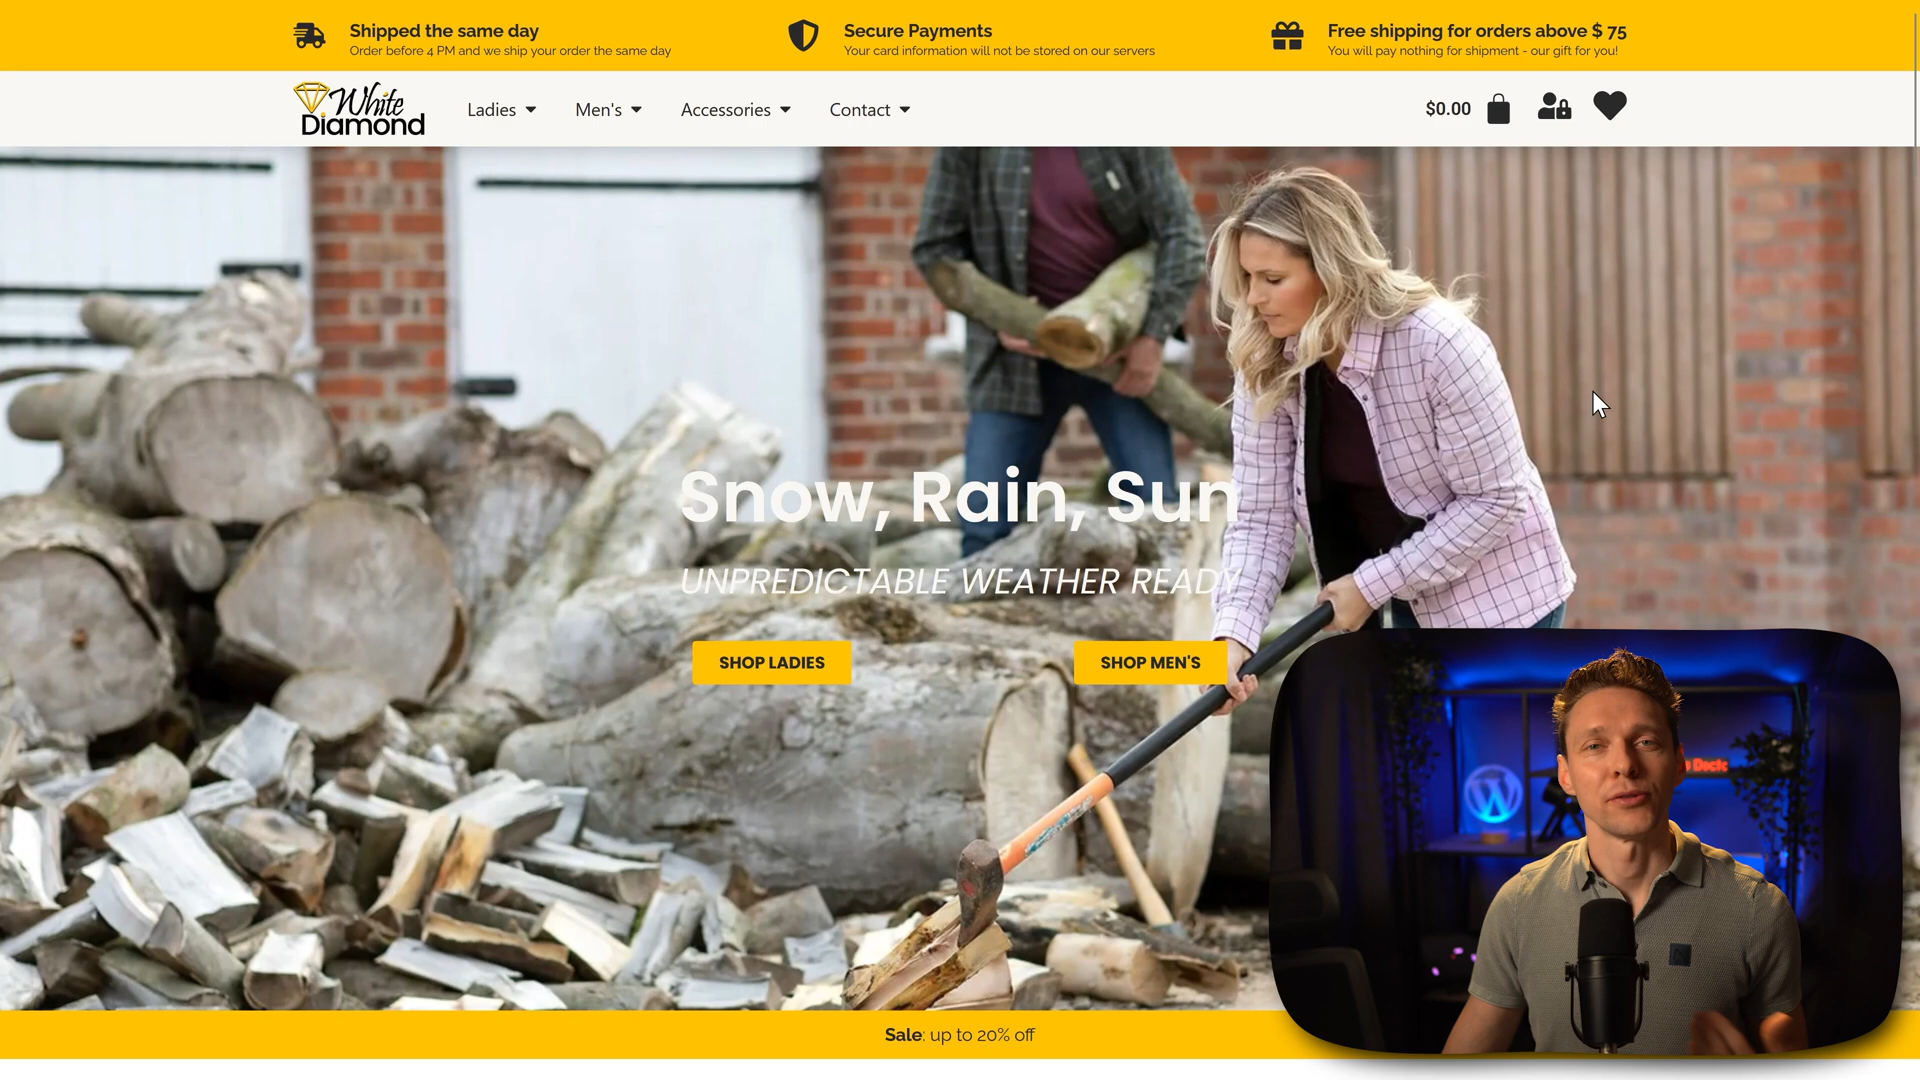 Shipped the same day
Order before 4 PM and we ship your order the same day
Secure Payments
Your card information will not be stored on our servers
Free shipping for orders above $ 75
You will pay nothing for shipment - our gift for you!
White
Diamond
Ladies
Men's
Accessories
Contact
$0.00
Snow, Rain, Sun
UNPREDICTABLE WEATHER READY
SHOP LADIES
SHOP MEN'S
Sale: up to 20% off